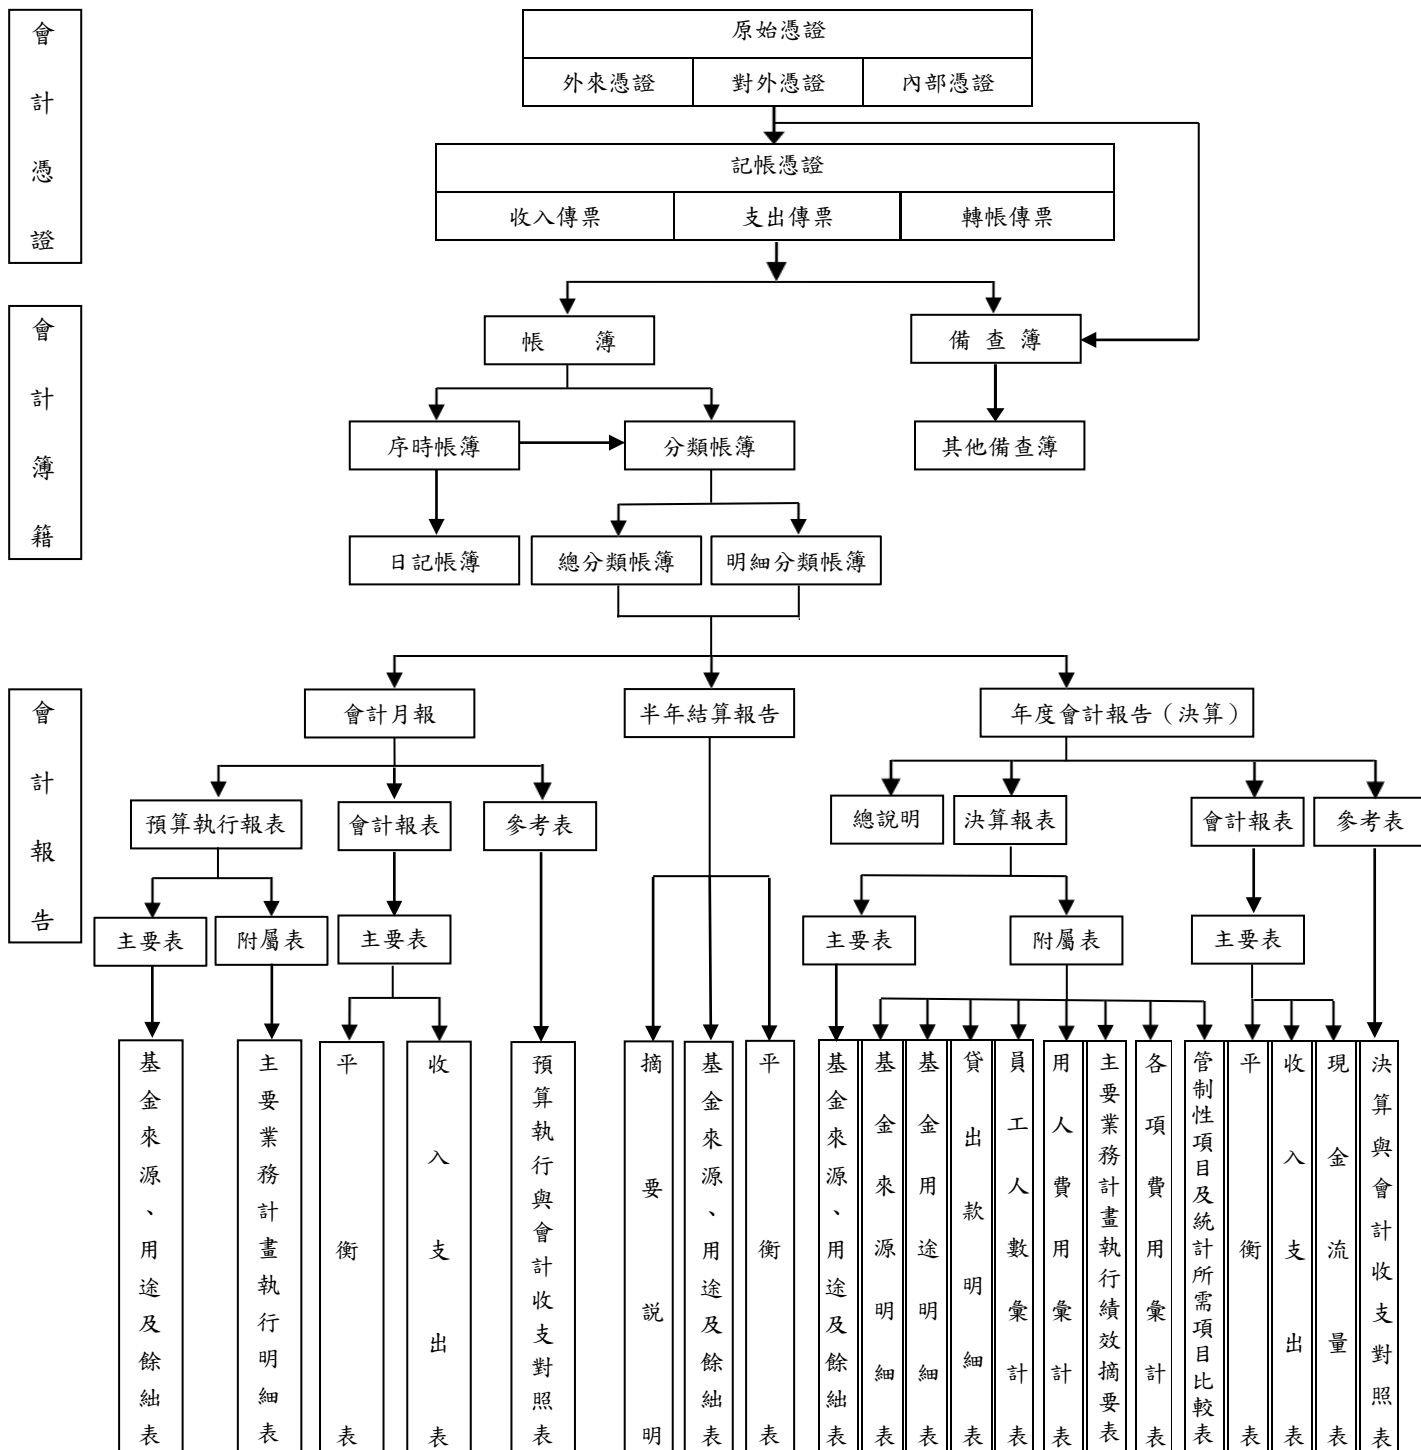 會計憑證
原始憑證
外來憑證
對外憑證
內部憑證
記帳憑證
收入傳票
支出傳票
轉帳傳票
會計簿籍
帳 簿
備查簿
序時帳簿
分類帳簿
其他備查簿
日記帳簿
總分類帳簿
明細分類帳簿
會計報告
會計月報
半年結算報告
年度會計報告（決算）
預算執行報表
會計報表
參考表
總說明
決算報表
會計報表
參考表
主要表
附屬表
主要表
主要表
附屬表
主要表
基金來源、用途及餘絀表
主要業務計畫執行明細表
平衡表
收入支出表
預算執行與會計收支對照表
摘要説明
基金來源、用途及餘絀表
平衡表
基金來源、用途及餘絀表
基金來源明細表
基金用途明細表
貸出款明細表
員工人數彙計表
用人費用彙計表
主要業務計畫執行績效摘要表
各項費用彙計表
管制性項目及統計所需項目比較表
平衡表
收入支出表
現金流量表
決算與會計收支對照表